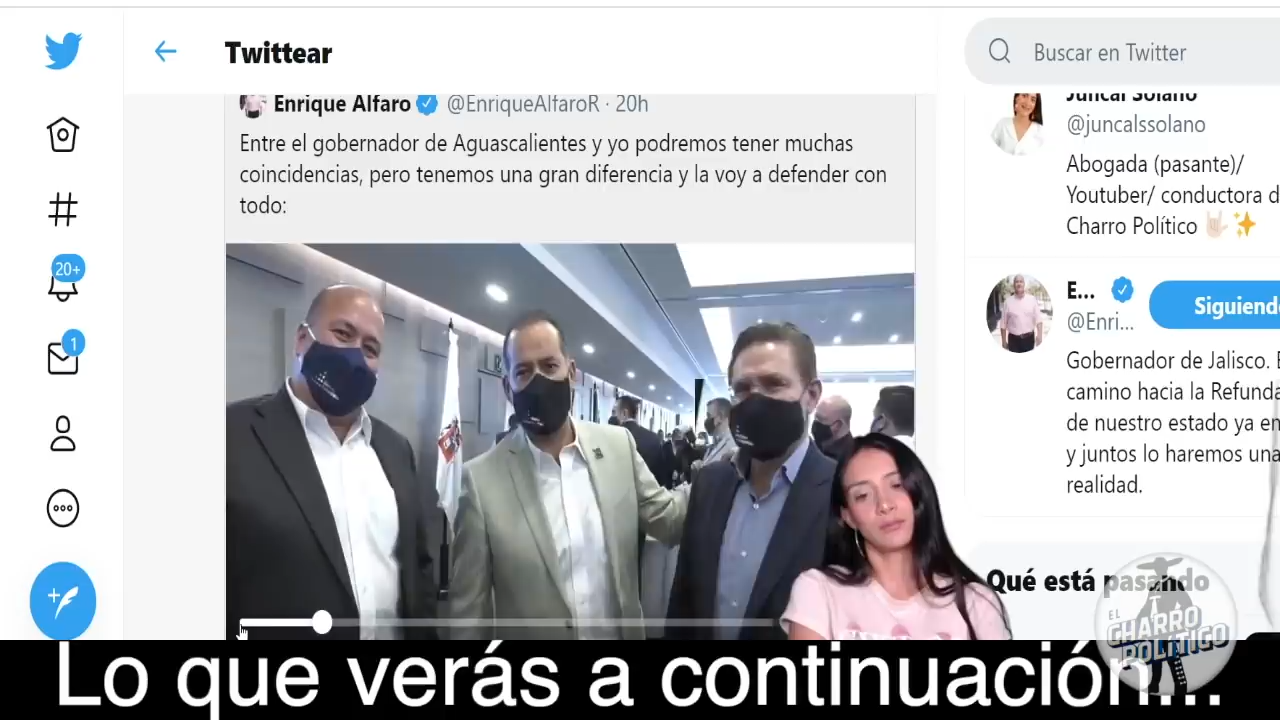 Twittear
Buscar en Twitter
Enrique Alfaro @EnriqueAlfaroR · 20h
Entre el gobernador de Aguascalientes y yo podremos tener muchas
coincidencias, pero tenemos una gran diferencia y la voy a defender con
todo:
20+
1
Juncal Solano
@juncalssolano
Abogada (pasante)/
Youtuber/ conductora d
Charro Político
E...
@Enri...
Siguiend
Gobernador de Jalisco. E
camino hacia la Refunda
de nuestro estado ya en
y juntos lo haremos una
realidad.
Qué está pasando
EL
CHARRO
POLÍTICO
Lo que verás a continuación...